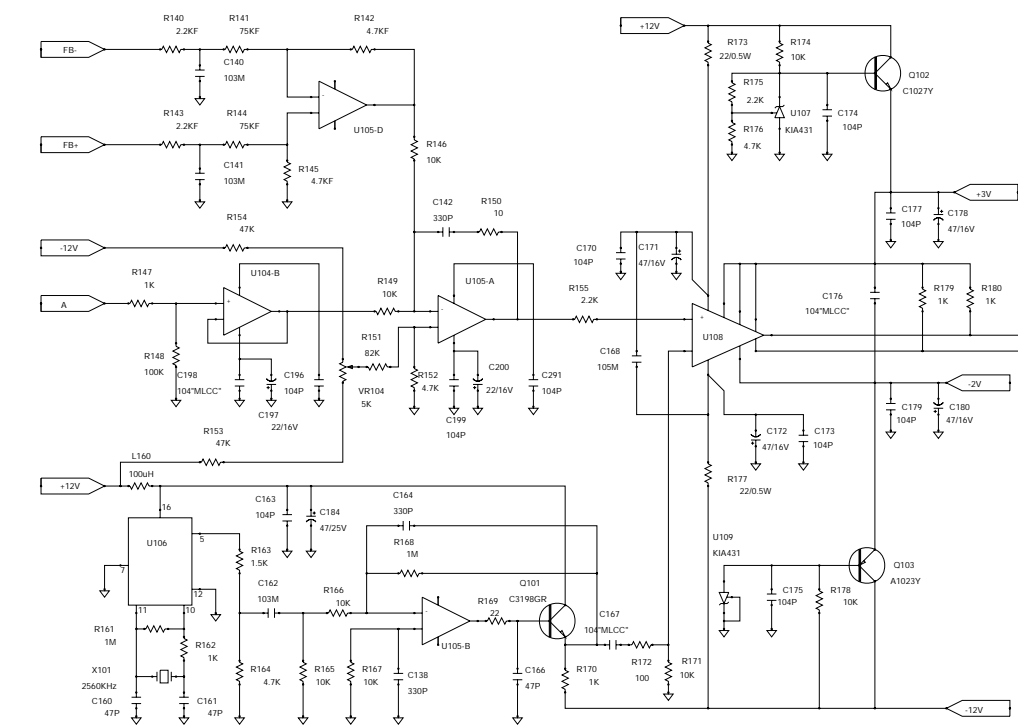 R140
2.2KF
R141
75KF
R142
4.7KF
FB-
C140
103M
U105-D
R143
2.2KF
R144
75KF
FB+
C141
103M
R145
4.7KF
R146
10K
+12V
R173
22/0.5W
R174
10K
R175
2.2K
R176
4.7K
U107
KIA431
C174
104P
Q102
C1027Y
+3V
C177
104P
C178
47/16V
R154
47K
-12V
C142
330P
R150
10
R147
1K
A
R148
100K
U104-B
C198
104"MLCC"
C196
104P
C197
22/16V
R149
10K
R151
82K
VR104
5K
U105-A
R152
4.7K
C200
22/16V
C199
104P
C291
104P
R155
2.2K
C170
104P
C171
47/16V
C168
105M
U108
C176
104"MLCC"
R179
1K
R180
1K
-2V
C179
104P
C180
47/16V
C172
47/16V
C173
104P
R177
22/0.5W
R153
47K
L160
100uH
+12V
16
U106
5
7
12
11
10
R161
1M
R162
1K
X101
2560KHz
C160
47P
C161
47P
R163
1.5K
C163
104P
C184
47/25V
C162
103M
R164
4.7K
R165
10K
R166
10K
R167
10K
C164
330P
R168
1M
C138
330P
U105-B
R169
22
Q101
C3198GR
C166
47P
C167
104"MLCC"
R170
1K
R172
100
R171
10K
U109
KIA431
C175
104P
R178
10K
Q103
A1023Y
-12V